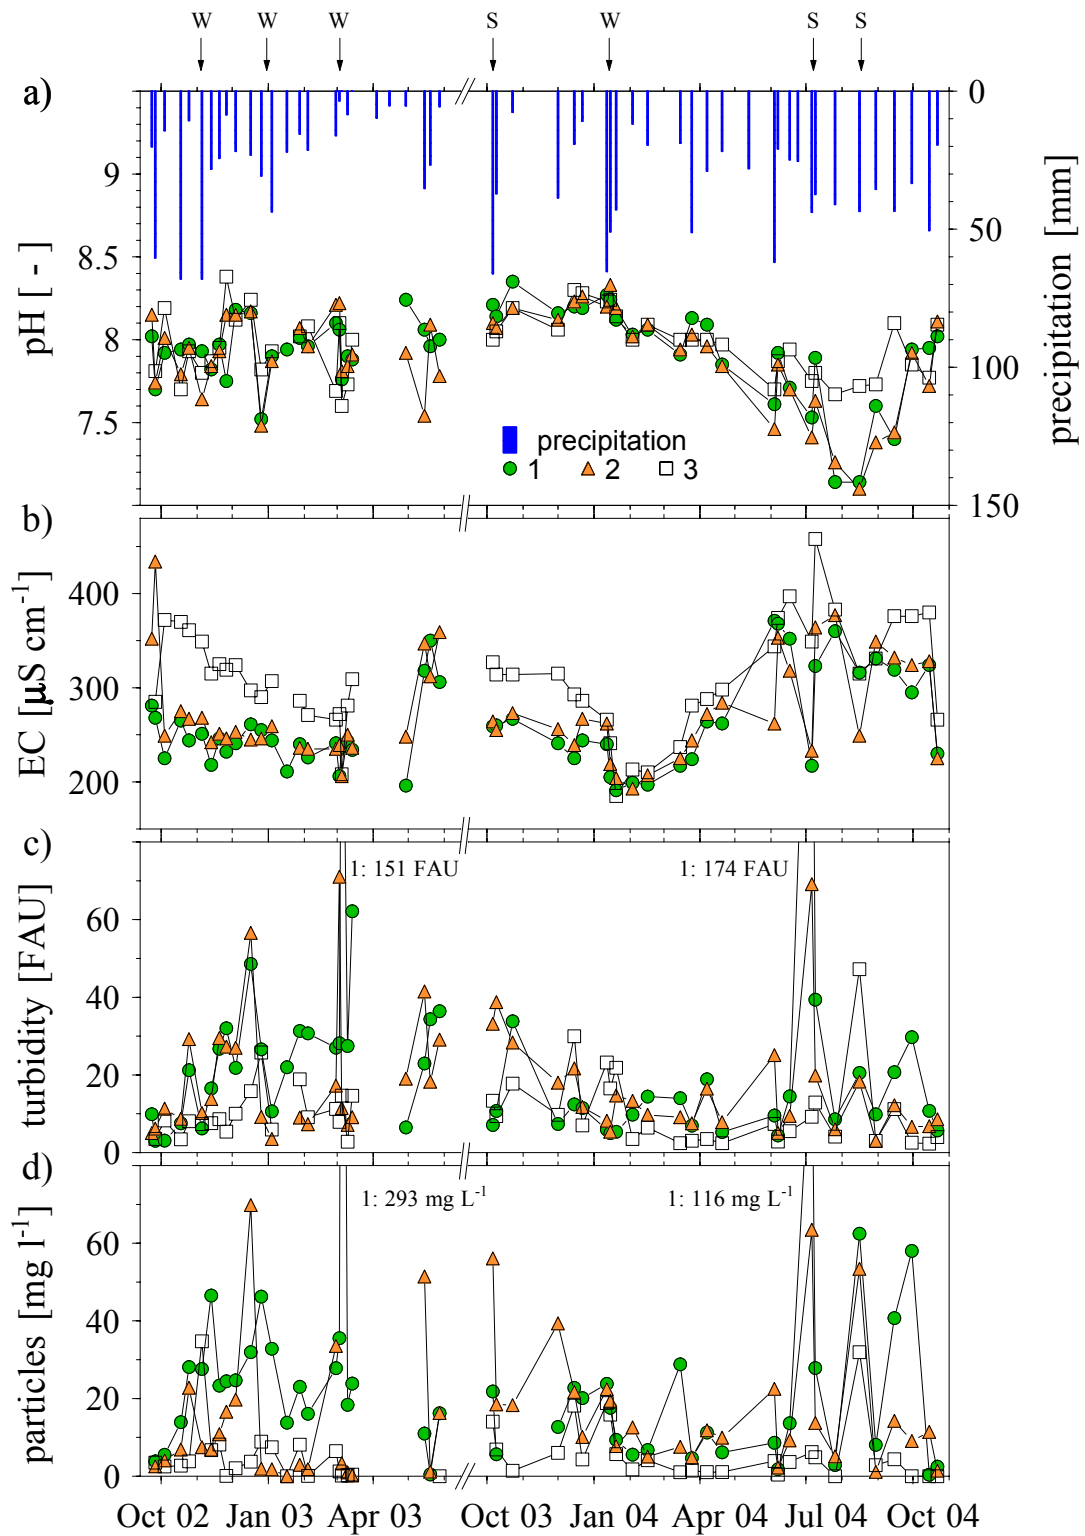 W W W S W S S
a)
0
9
50
8.5
8
100
7.5
150
pH [ - ]
precipitation [mm]
precipitation
1 2 3
b)
400
300
200
EC [µS cm-1]
c)
1: 151 FAU 1: 174 FAU
60
40
20
0
turbidity [FAU]
d)
1: 293 mg L-1 1: 116 mg L-1
60
40
20
0
particles [mg l-1]
Oct 02 Jan 03 Apr 03 Oct 03 Jan 04 Apr 04 Jul 04 Oct 04